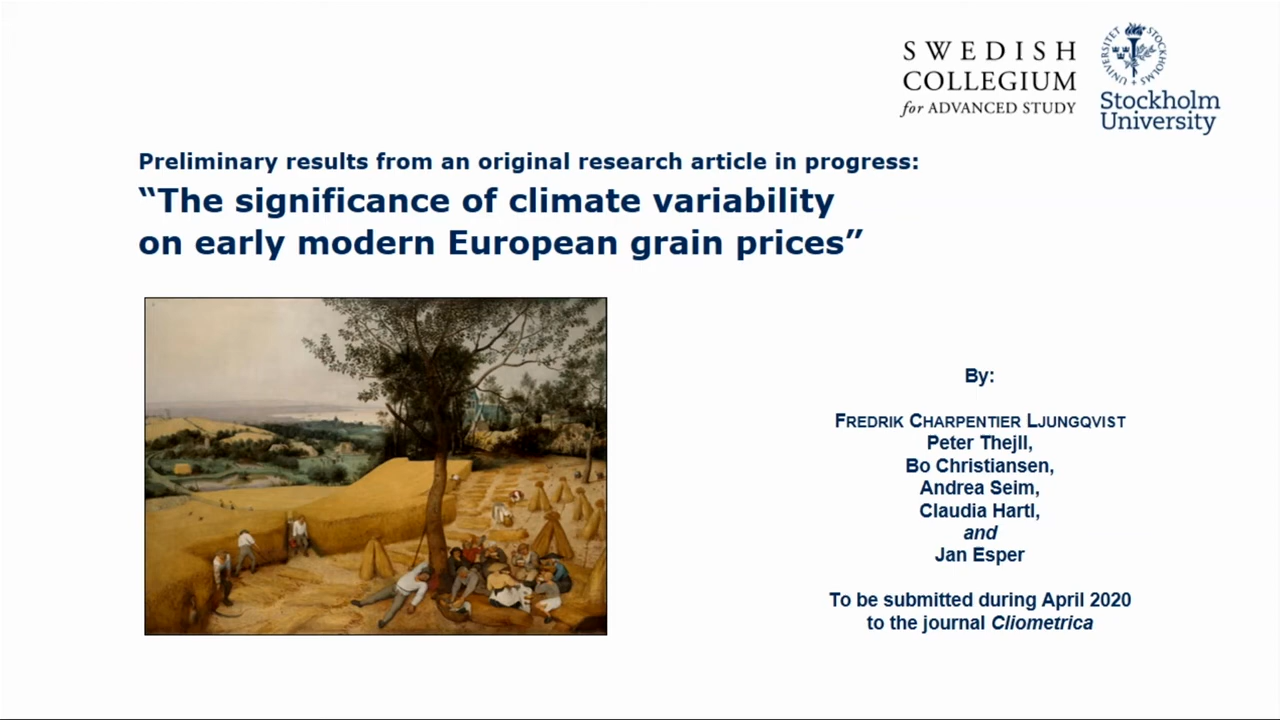 SWEDISH
COLLEGIUM
for ADVANCED STUDY
Stockholm
University
Preliminary results from an original research article in progress:
“The significance of climate variability
on early modern European grain prices”
By:
FREDRIK CHARPENTIER LJUNGQVIST
Peter Thejll,
Bo Christiansen,
Andrea Seim,
Claudia Hartl,
and
Jan Esper
To be submitted during April 2020
to the journal Cliometrica